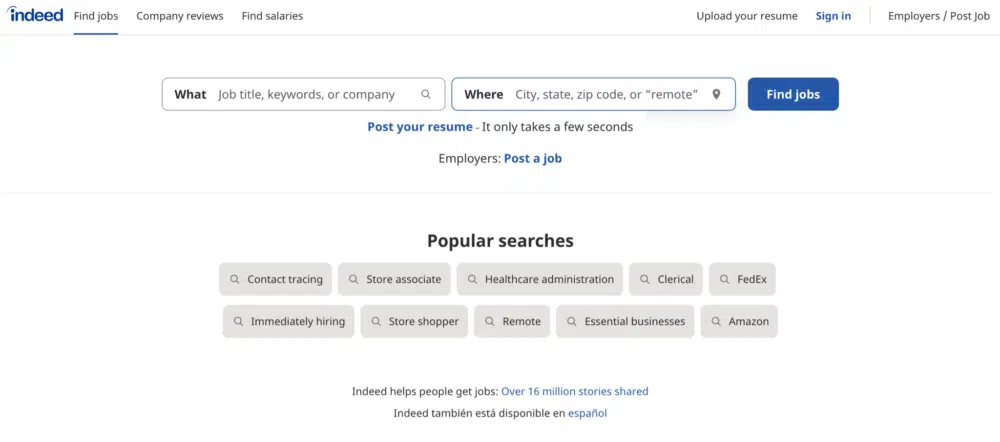 indeed Find jobs Company reviews Find salaries Upload your resume Sign in Employers / Post Job
What Job title, keywords, or company Where City, state, zip code, or "remote" Find jobs
Post your resume - It only takes a few seconds
Employers: Post a job
Popular searches
Contact tracing Store associate Healthcare administration Clerical FedEx
Immediately hiring Store shopper Remote Essential businesses Amazon
Indeed helps people get jobs: Over 16 million stories shared
Indeed también está disponible en español